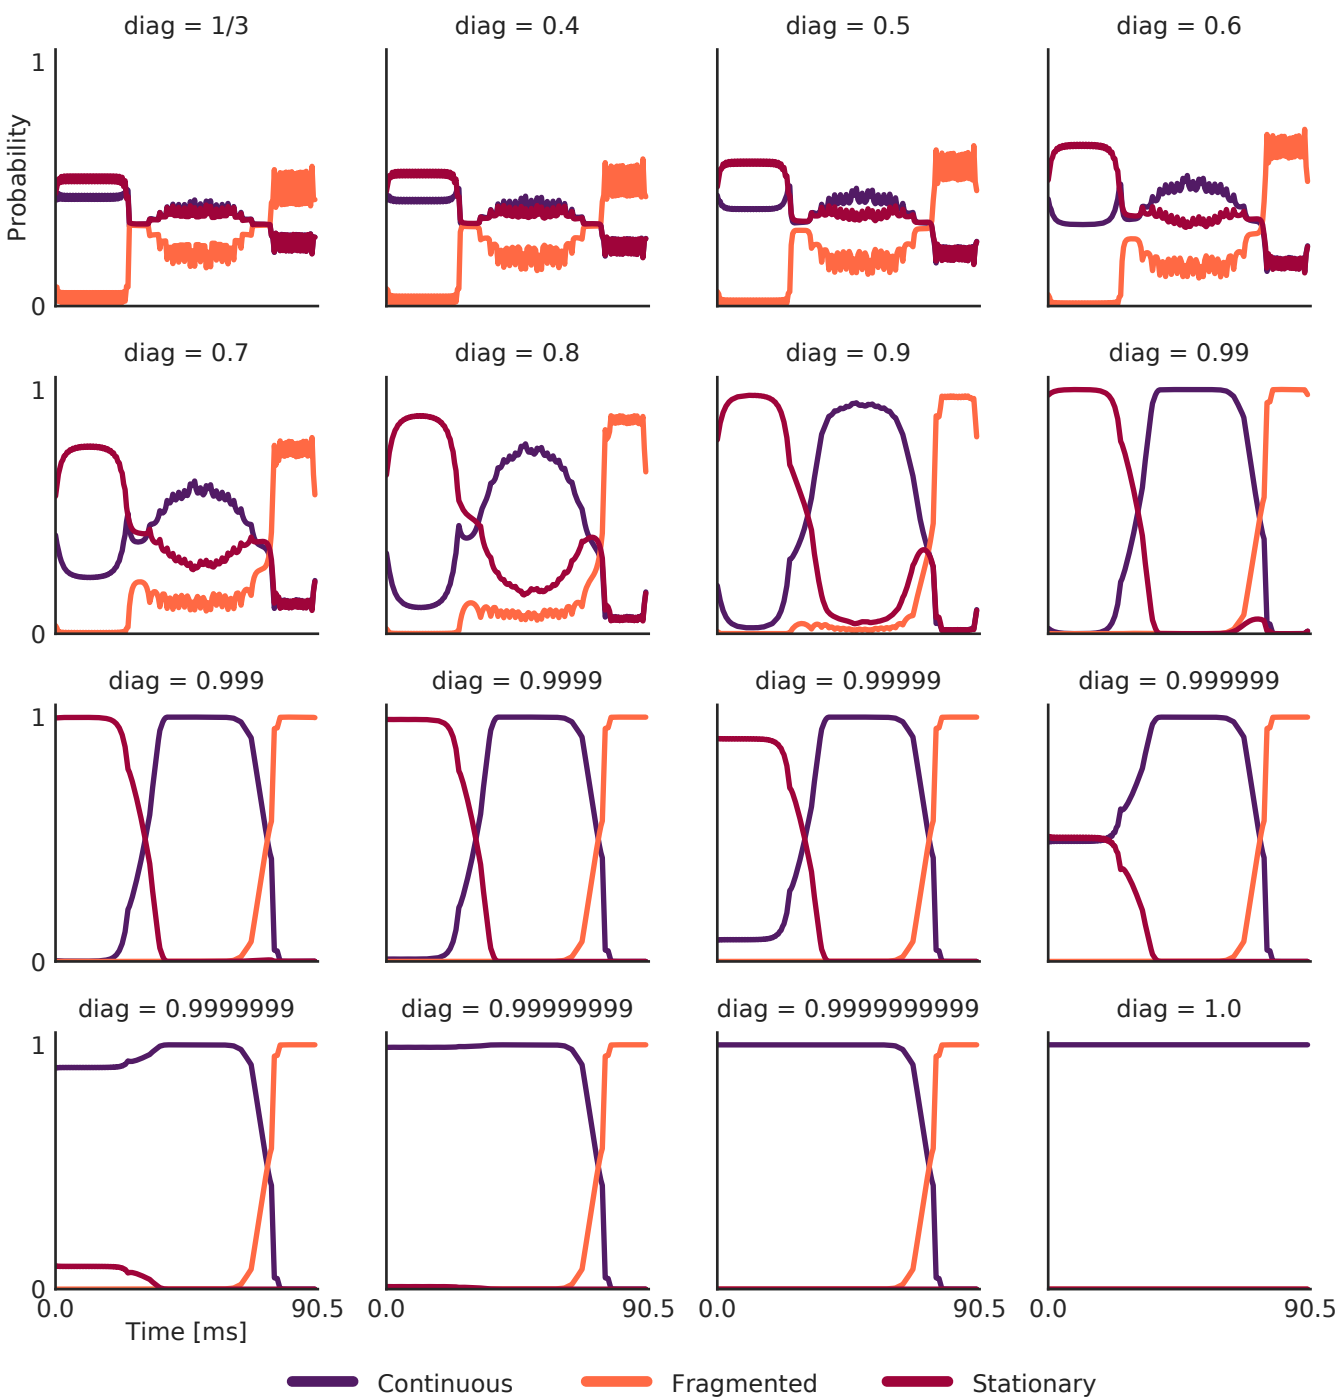 diag = 1/3 diag = 0.4 diag = 0.5 diag = 0.6
1
Probability
0
diag = 0.7 diag = 0.8 diag = 0.9 diag = 0.99
1
0
diag = 0.999 diag = 0.9999 diag = 0.99999 diag = 0.999999
1
0
diag = 0.9999999 diag = 0.99999999 diag = 0.9999999999 diag = 1.0
1
0
0.0 90.5 0.0 90.5 0.0 90.5 0.0 90.5
Time [ms]
Continuous Fragmented Stationary